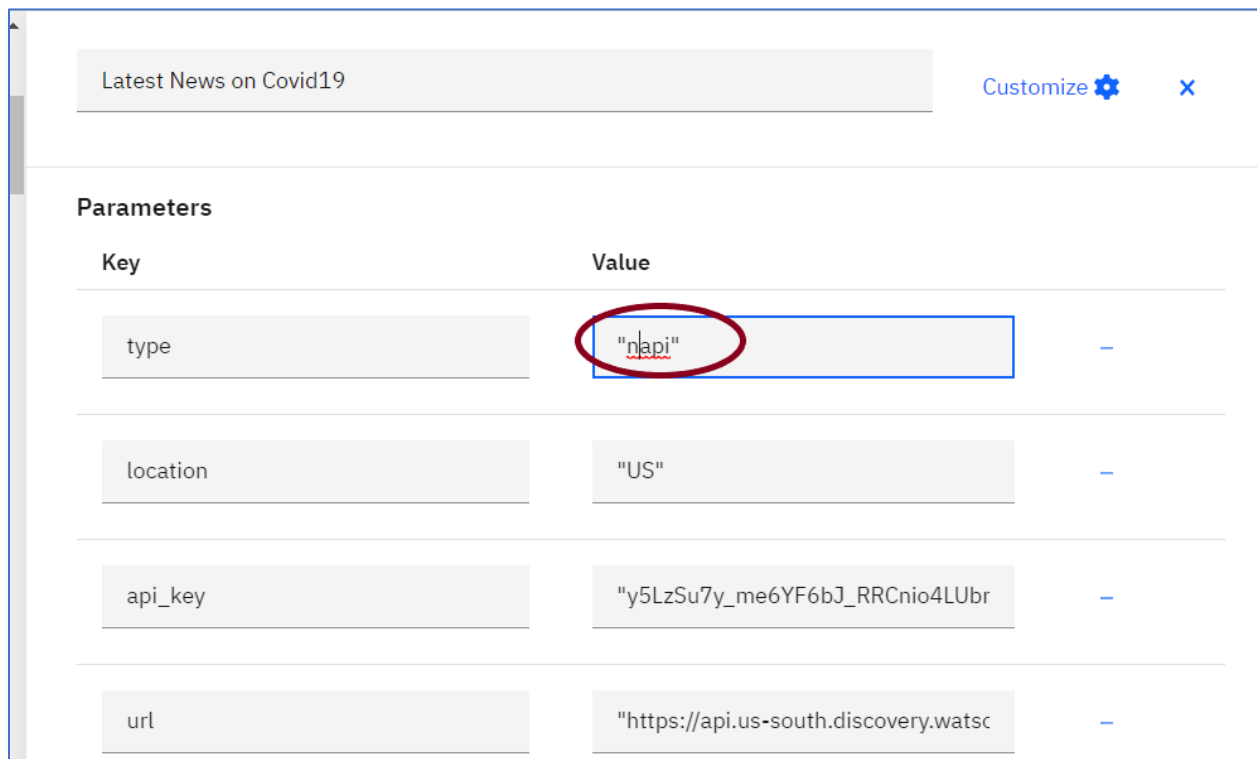 Latest News on Covid19
Customize
Parameters
Key Value
type "napi"
location "US"
api_key "y5LzSu7y_me6YF6bJ_RRCnio4LUbr
url "https://api.us-south.discovery.watsc